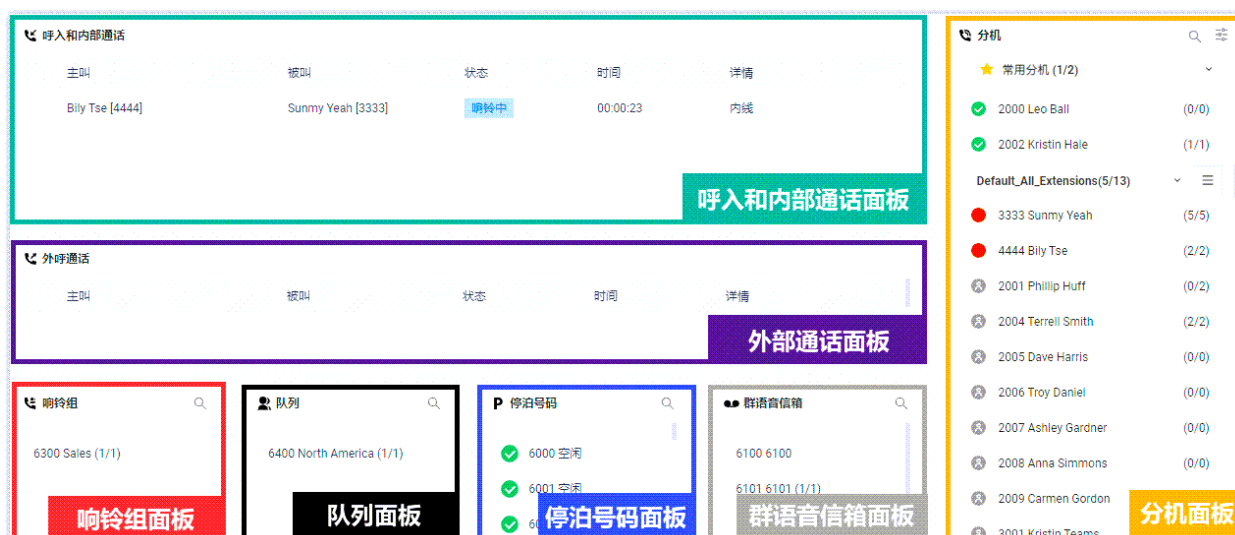 呼入和内部通话
主叫 被叫 状态 时间 详情
Bily Tse [4444] Sunmy Yeah [3333] 响铃中 00:00:23 内线
呼入和内部通话面板
外呼通话
主叫 被叫 状态 时间 详情
外部通话面板
响铃组
6300 Sales (1/1)
响铃组面板
队列
6400 North America (1/1)
队列面板
P 停泊号码
6000 空闲
6001 空闲
停泊号码面板
群语音信箱
6100 6100
6101 6101 (1/1)
群语音信箱面板
分机
常用分机 (1/2)
2000 Leo Ball (0/0)
2002 Kristin Hale (1/1)
Default_All_Extensions(5/13)
3333 Sunmy Yeah (5/5)
4444 Bily Tse (2/2)
2001 Phillip Huff (0/2)
2004 Terrell Smith (2/2)
2005 Dave Harris (0/0)
2006 Troy Daniel (0/0)
2007 Ashley Gardner (0/0)
2008 Anna Simmons (0/0)
2009 Carmen Gordon
3001 Kristin Teams
分机面板